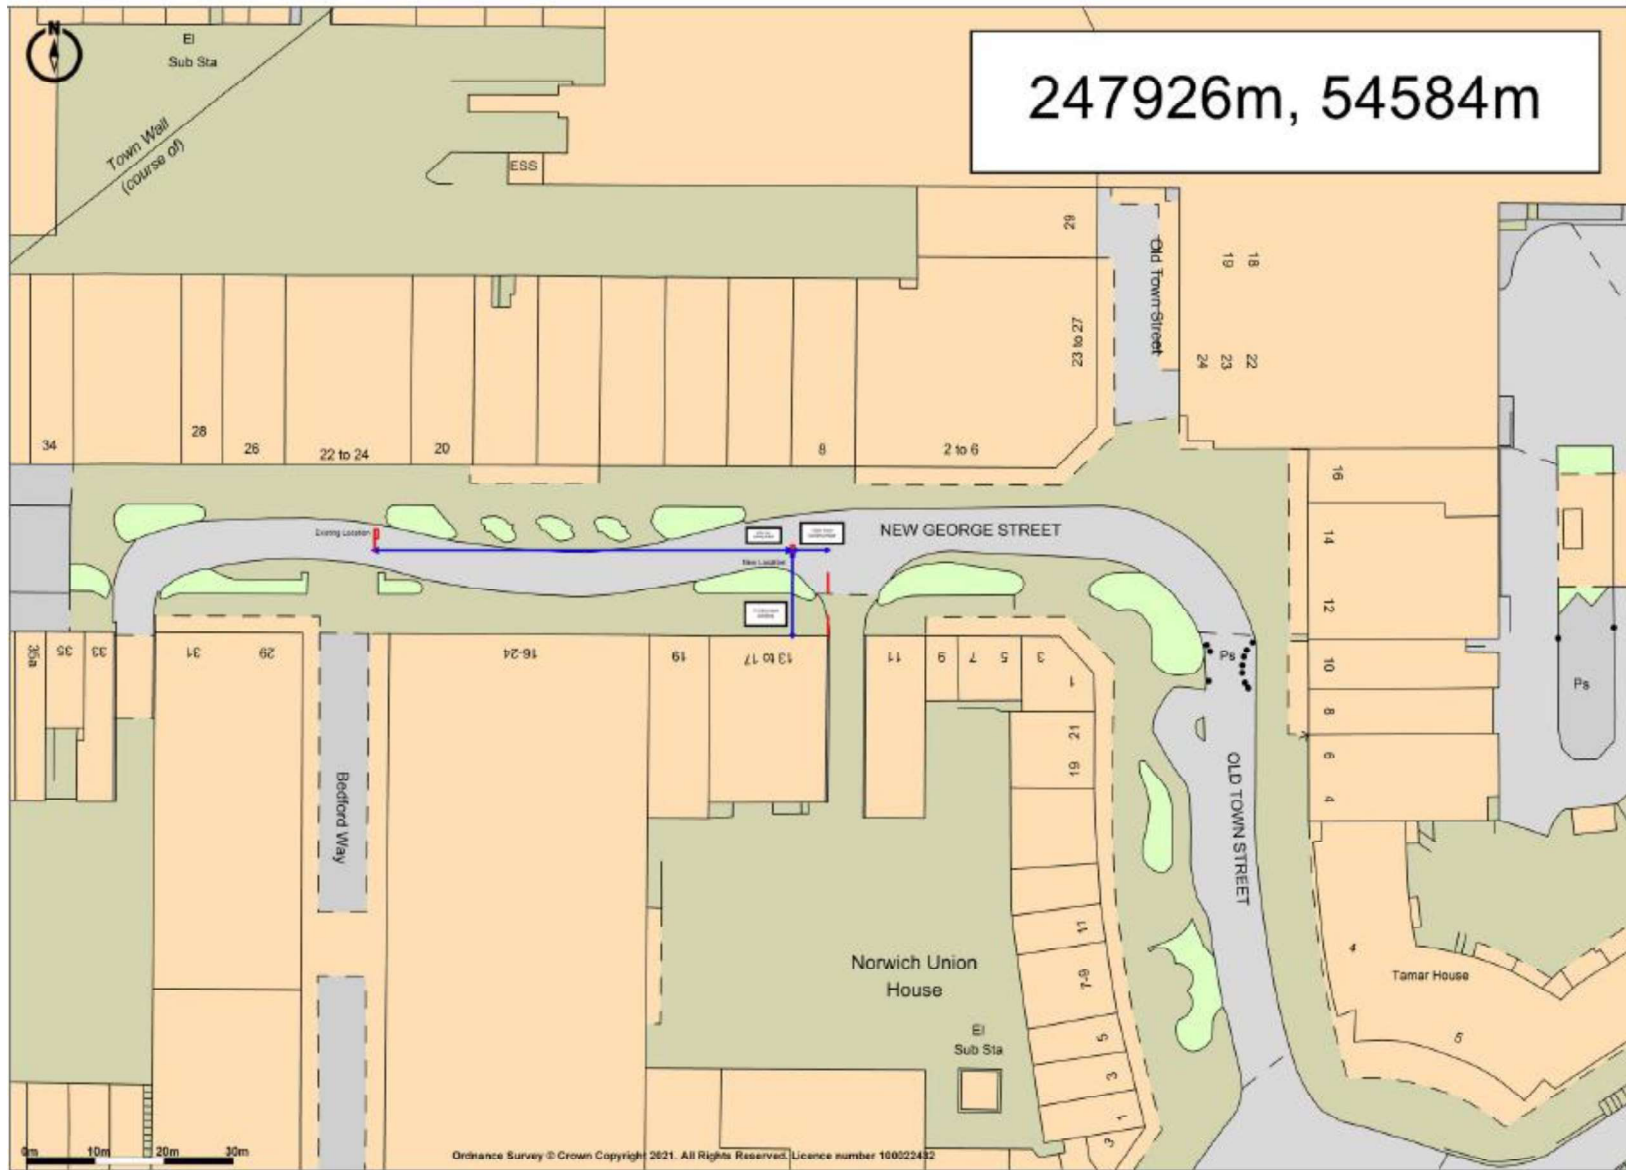 N
El
Sub Sta
247926m, 54584m
Town Wall
(course of)
ESS
29
Old Town Street
19
18
23 to 27
24
23
22
34
28
26
22 to 24
20
8
2 to 6
16
Existing Location
NEW GEORGE STREET
14
New Location
12
35a
35
33
31
29
16-24
19
13 to 17
11
9
7
5
3
1
Ps
10
Ps
8
21
19
6
4
Bedford Way
OLD TOWN STREET
11
Norwich Union
House
7-9
4
Tamar House
El
Sub Sta
5
5
3
1
3
0m
10m
20m
30m
Ordnance Survey © Crown Copyright 2021. All Rights Reserved. Licence number 100022432